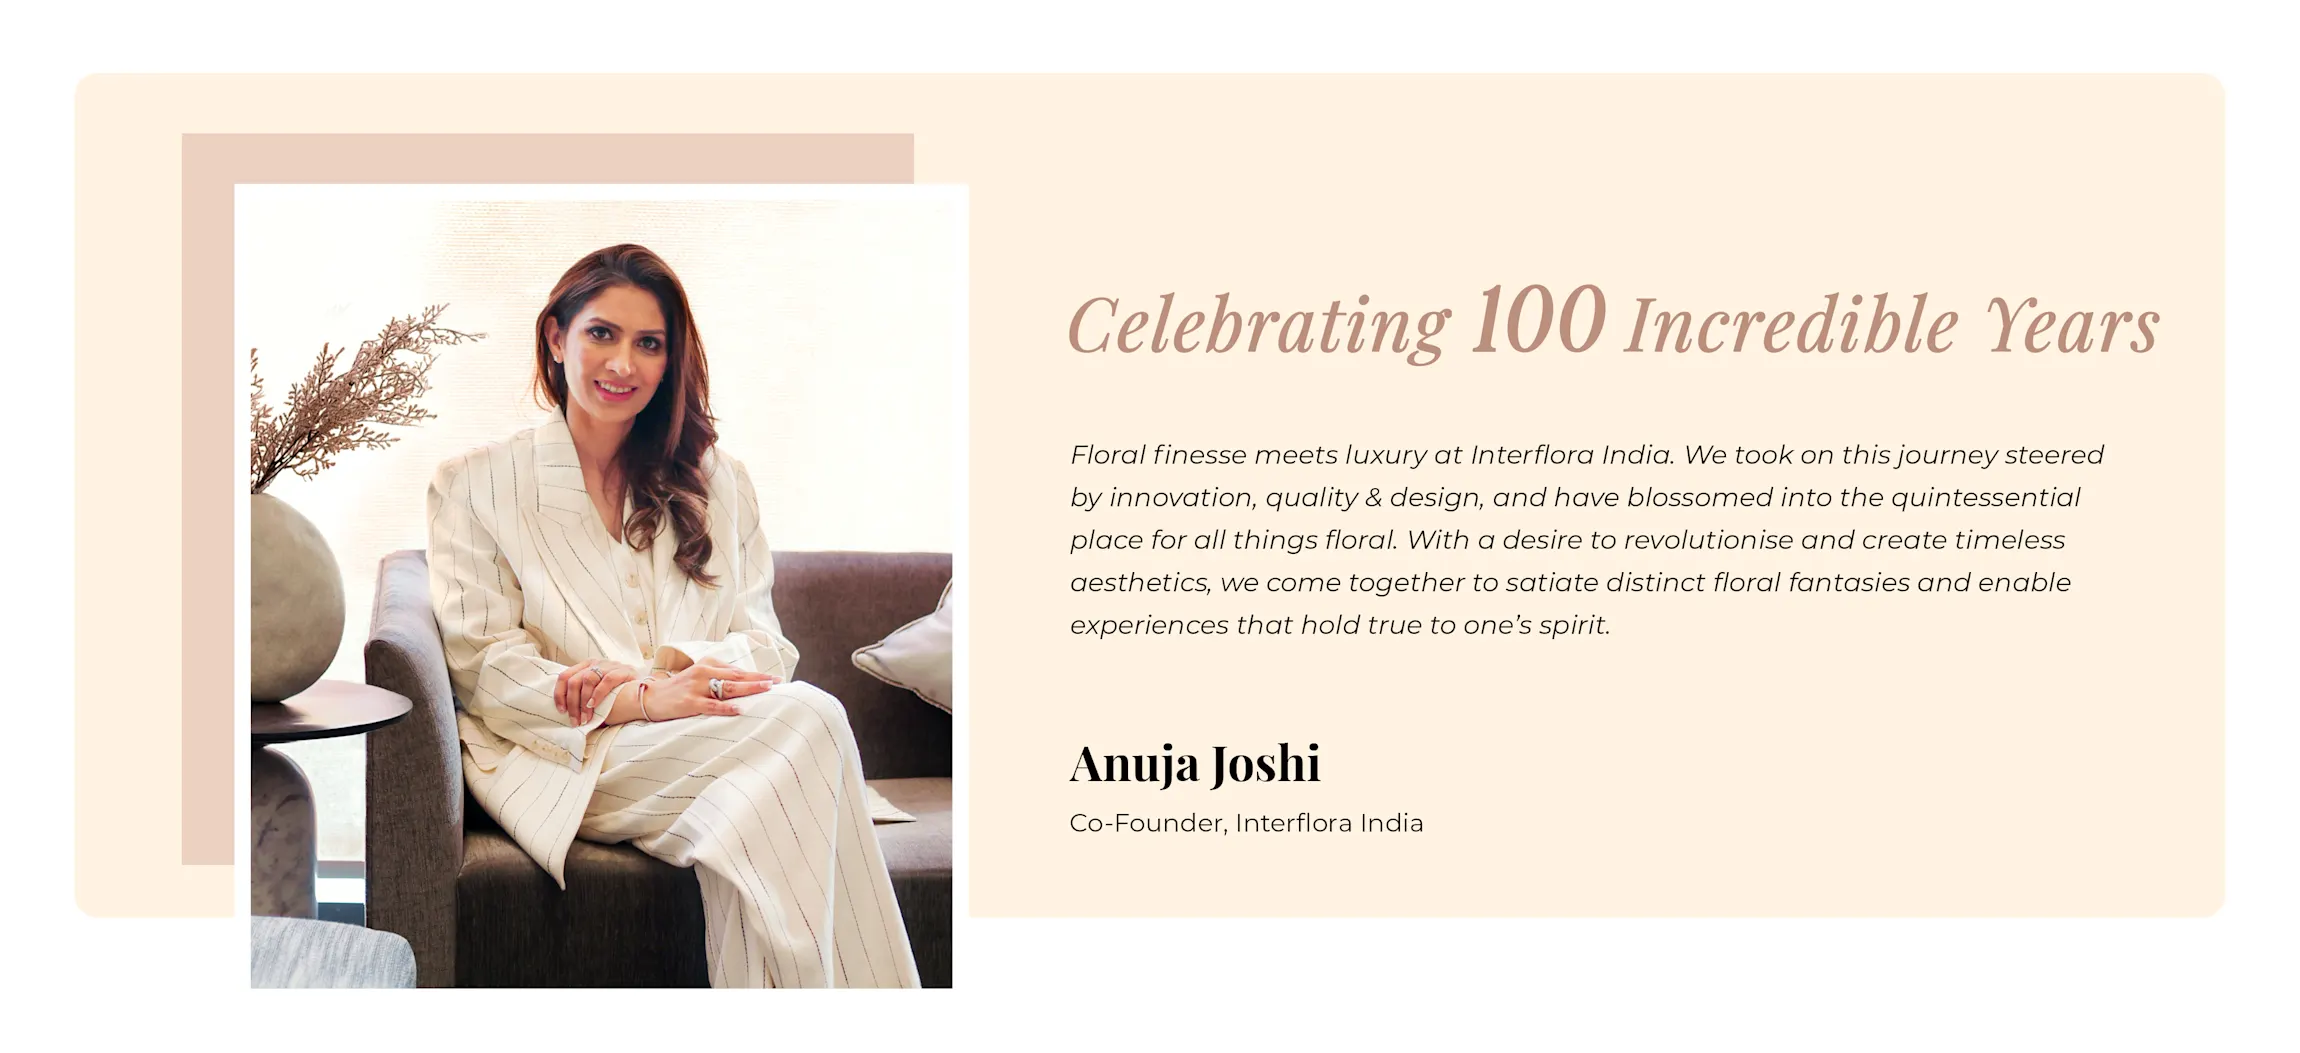 Celebrating 100 Incredible Years
Floral finesse meets luxury at Interflora India. We took on this journey steered
by innovation, quality & design, and have blossomed into the quintessential
place for all things floral. With a desire to revolutionise and create timeless
aesthetics, we come together to satiate distinct floral fantasies and enable
experiences that hold true to one’s spirit.
Anuja Joshi
Co-Founder, Interflora India